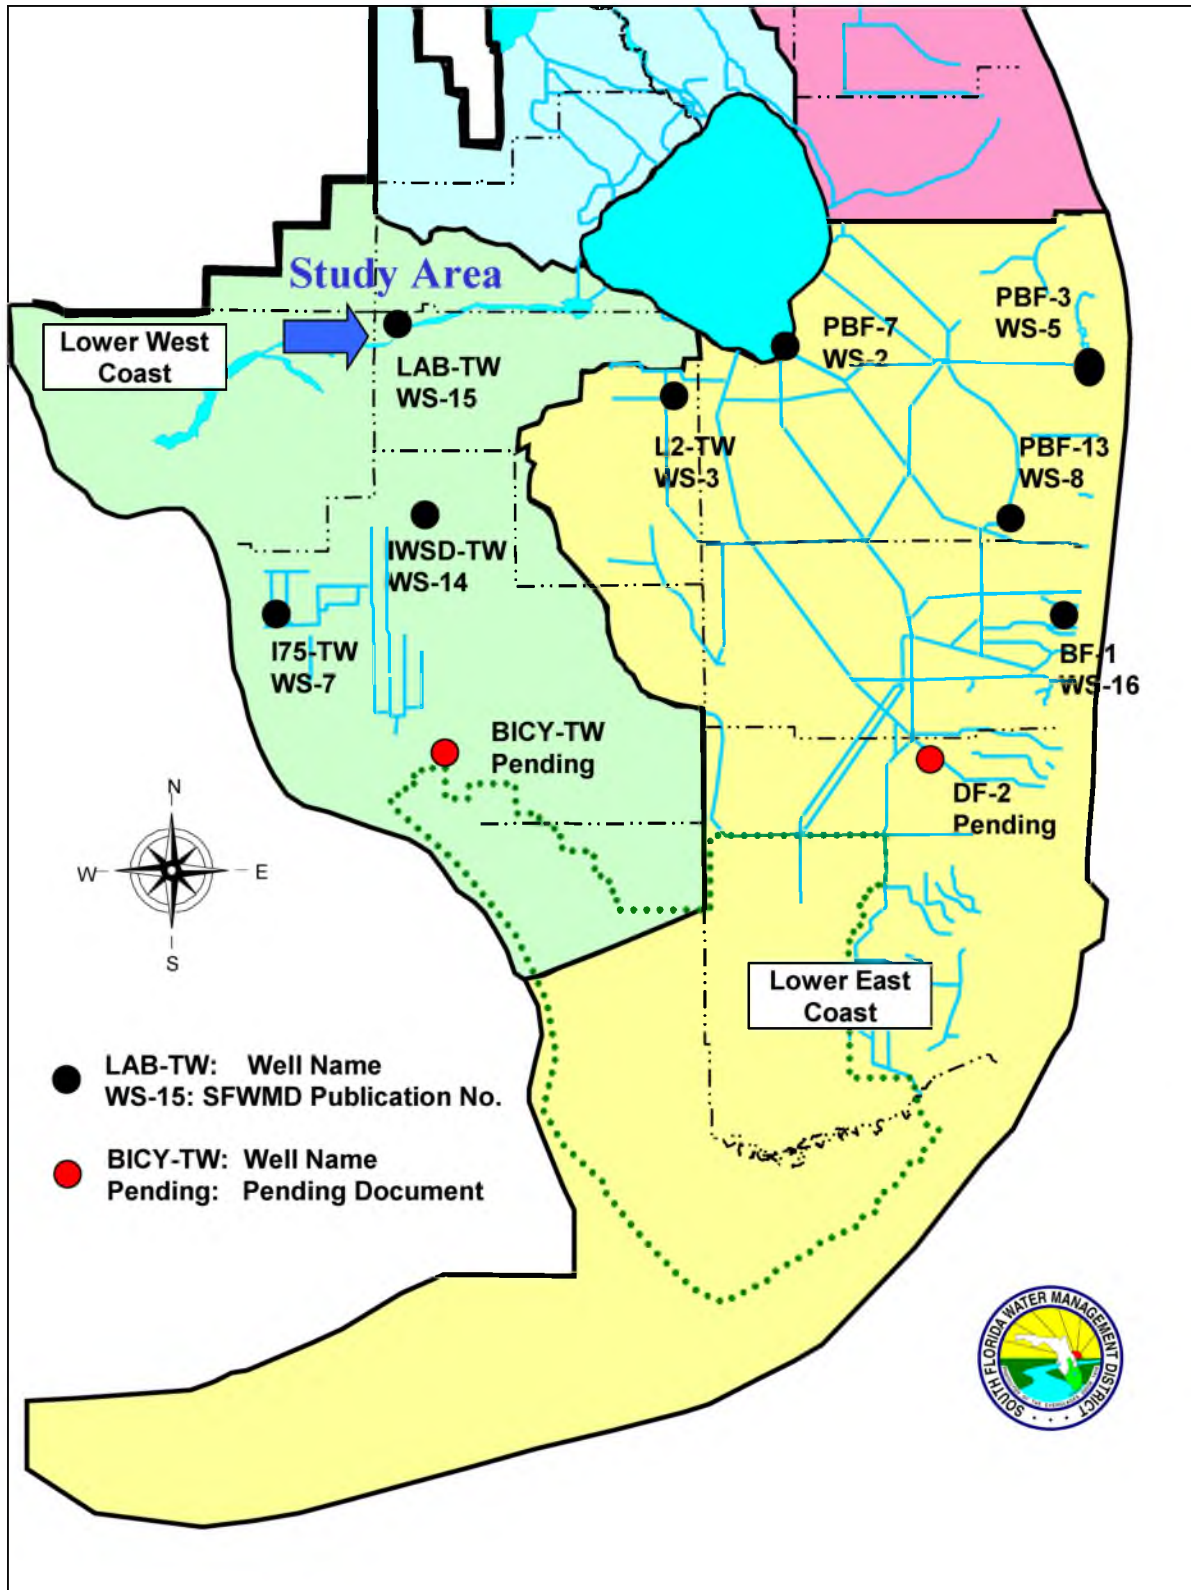 Study Area
Lower West
Coast
LAB-TW
WS-15
PBF-7
WS-2
PBF-3
WS-5
L2-TW
WS-3
PBF-13
WS-8
IWSD-TW
WS-14
I75-TW
WS-7
BF-1
WS-16
BICY-TW
Pending
DF-2
Pending
N
W
E
S
Lower East
Coast
LAB-TW: Well Name
WS-15: SFWMD Publication No.
BICY-TW: Well Name
Pending: Pending Document
SOUTH FLORIDA WATER MANAGEMENT DISTRICT